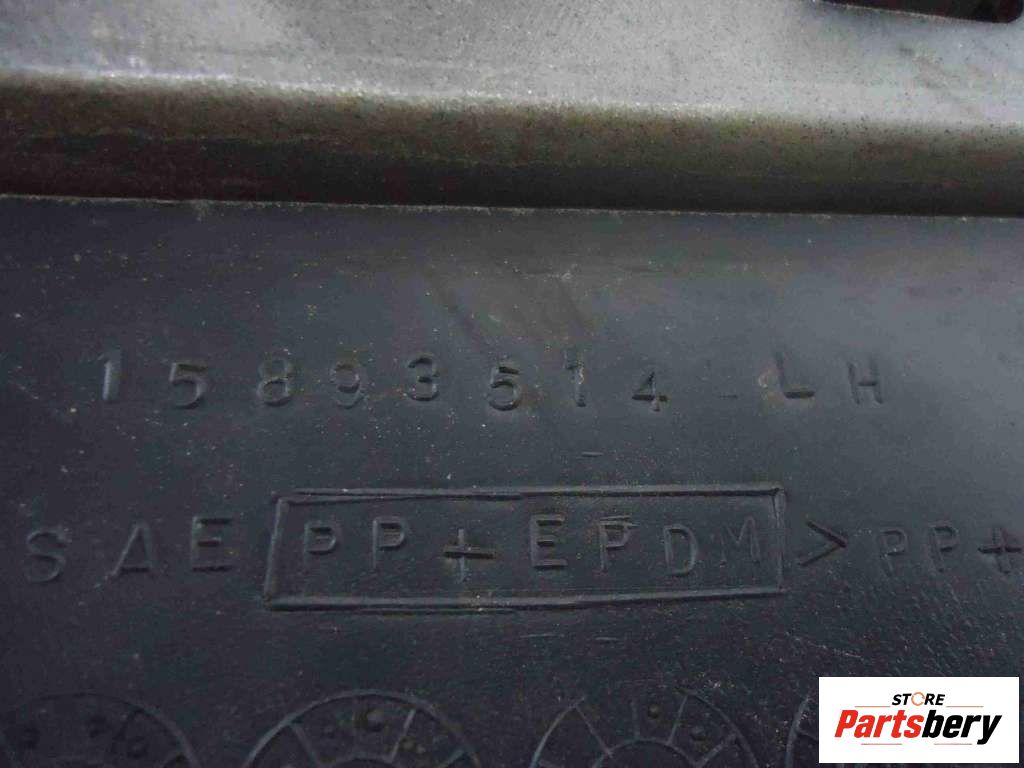 15893514-LH
SAE PP+EPDM >PP+
STORE
Partsbery